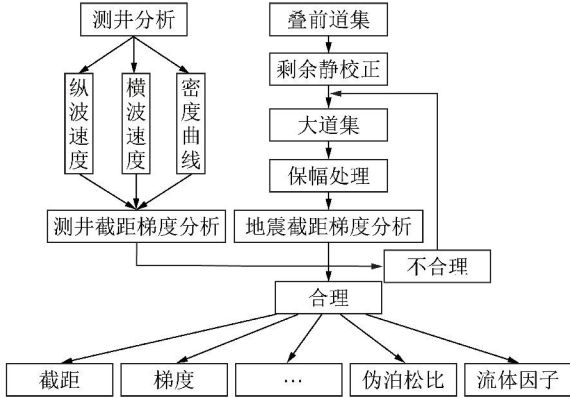 测井分析
叠前道集
剩余静校正
纵波速度
横波速度
密度曲线
大道集
保幅处理
测井截距梯度分析
地震截距梯度分析
不合理
合理
截距
梯度
…
伪泊松比
流体因子